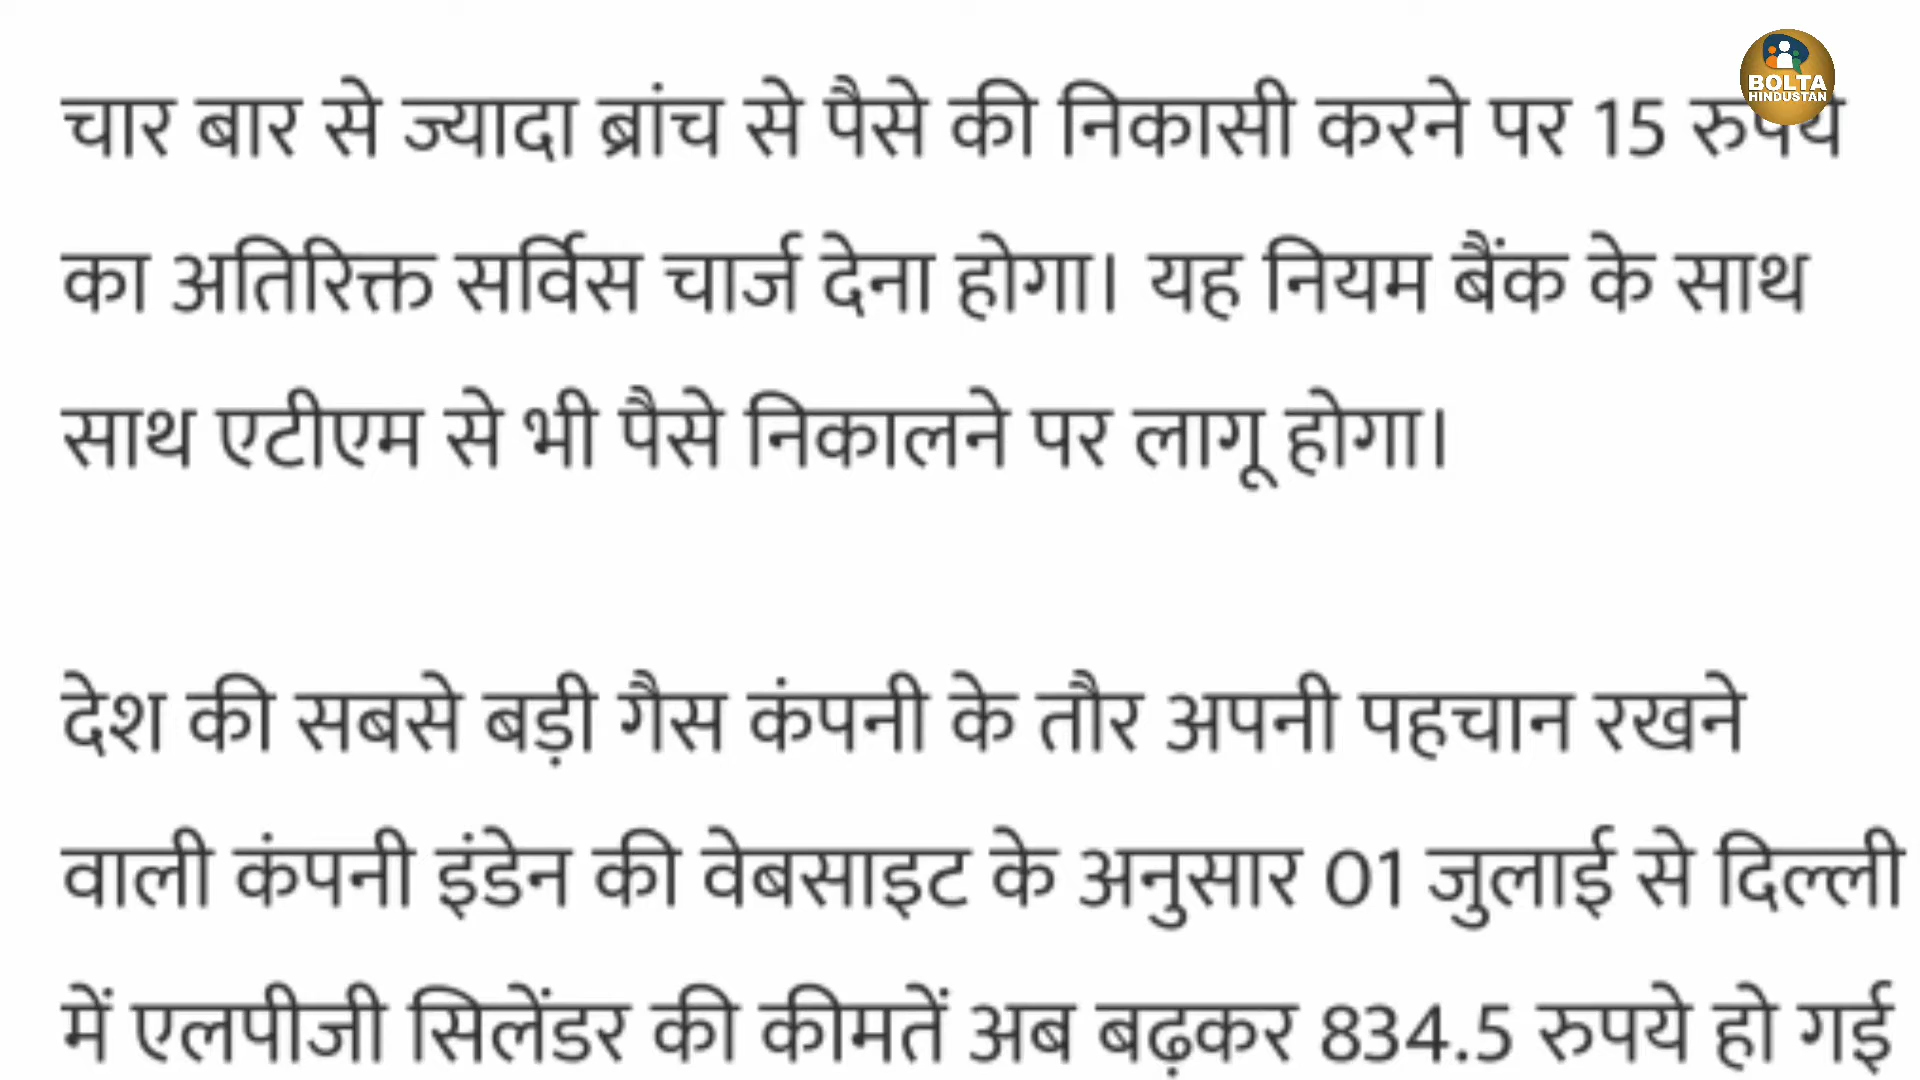 चार बार से ज्यादा ब्रांच से पैसे की निकासी करने पर 15 रुपये
BOLTA
HINDUSTAN
का अतिरिक्त सर्विस चार्ज देना होगा। यह नियम बैंक के साथ
साथ एटीएम से भी पैसे निकालने पर लागू होगा।
देश की सबसे बड़ी गैस कंपनी के तौर अपनी पहचान रखने
वाली कंपनी इंडेन की वेबसाइट के अनुसार 01 जुलाई से दिल्ली
में एलपीजी सिलेंडर की कीमतें अब बढ़कर 834.5 रुपये हो गई